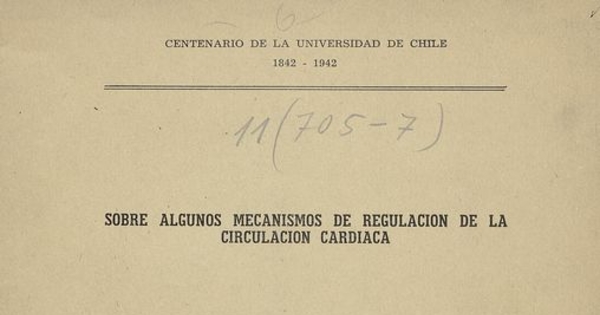 6
CENTENARIO DE LA UNIVERSIDAD DE CHILE
1842 - 1942
11 (705-7)
SOBRE ALGUNOS MECANISMOS DE REGULACION DE LA
CIRCULACION CARDIACA